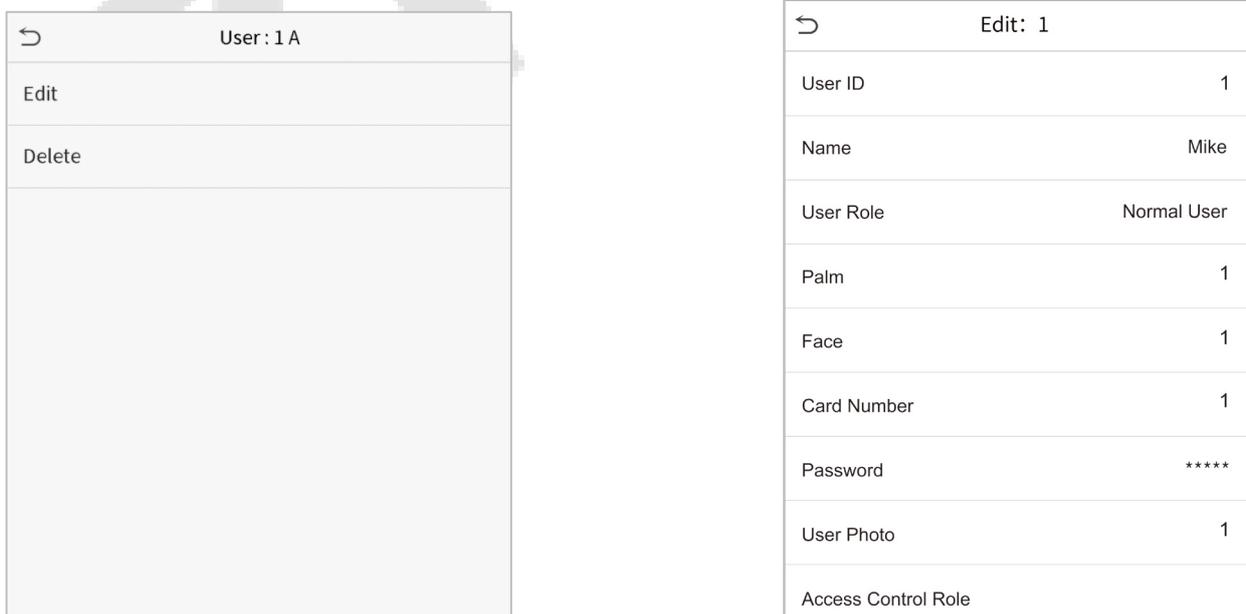 User : 1 A
Edit
Delete
Edit: 1
User ID 1
Name Mike
User Role Normal User
Palm 1
Face 1
Card Number 1
Password *****
User Photo 1
Access Control Role